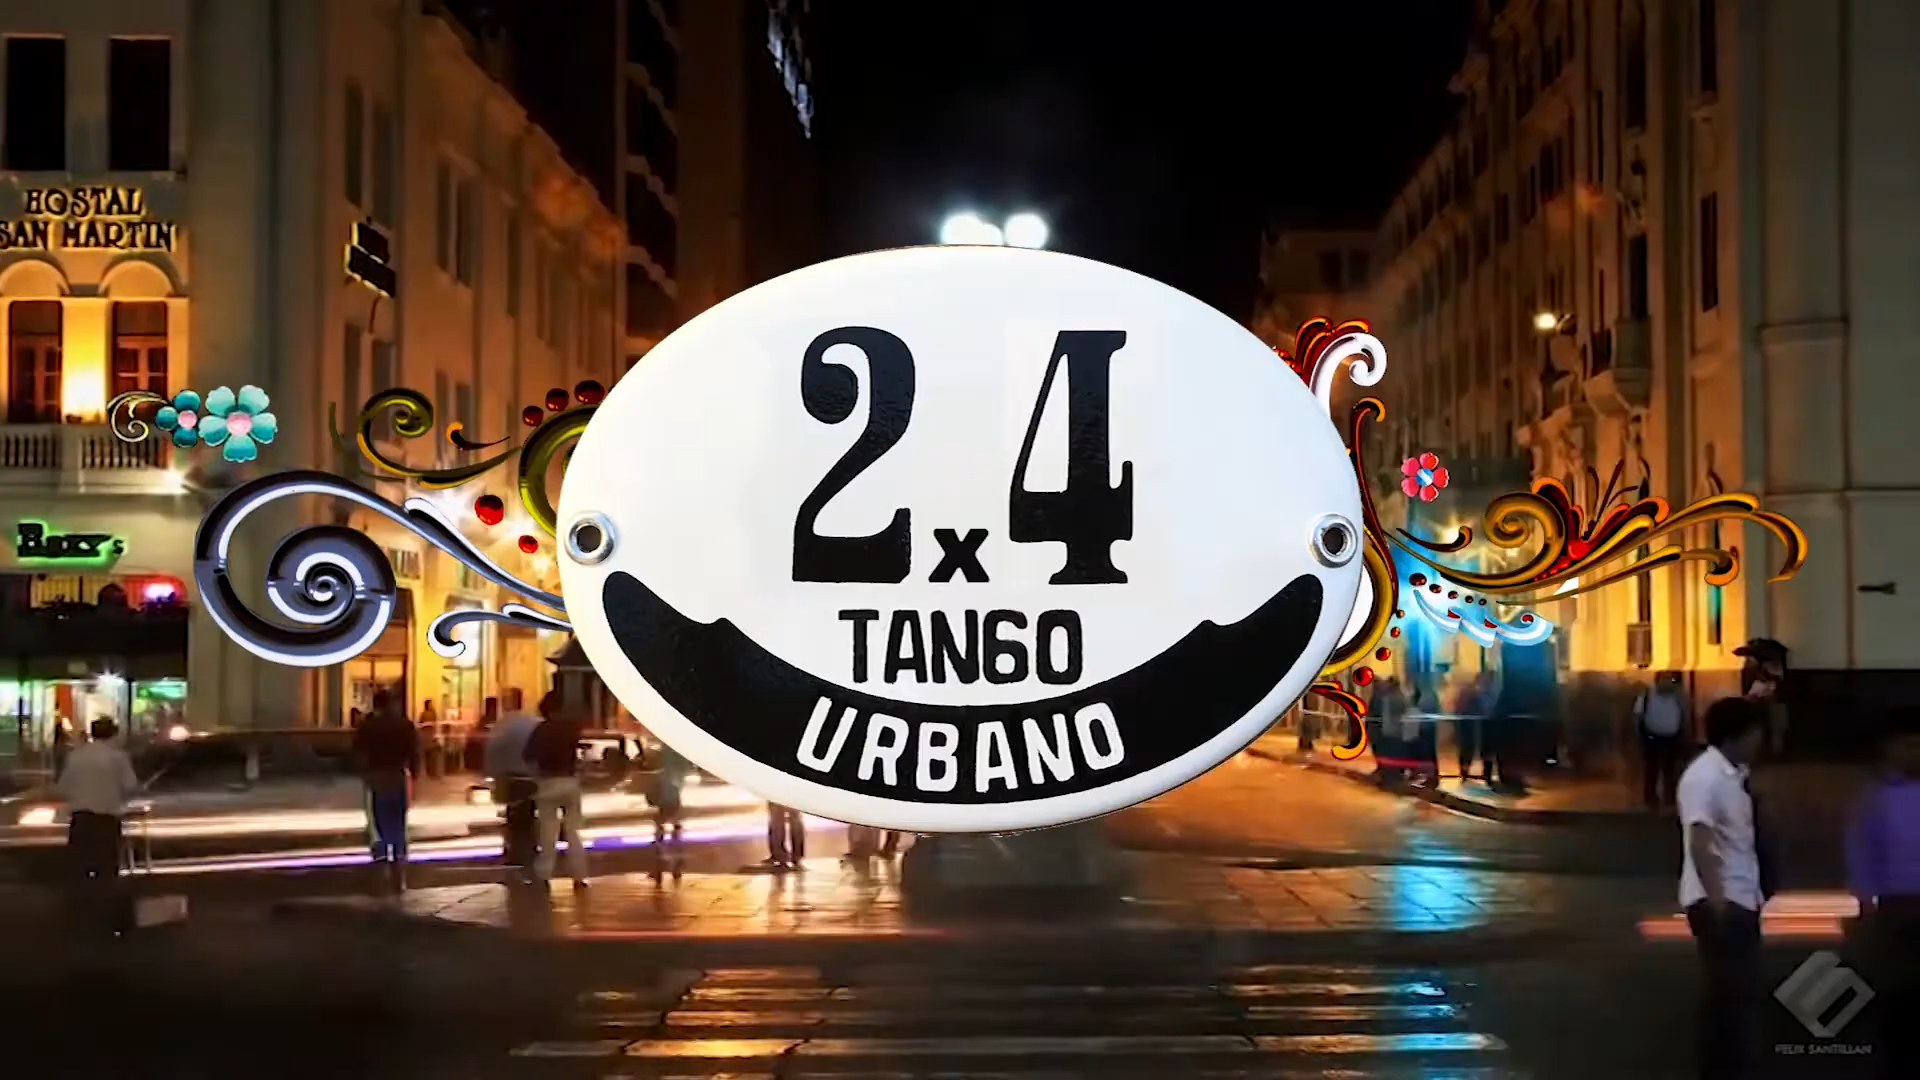 HOSTAL
SAN MARTIN
2x4
TANGO
URBANO
FELIX SANTILLAN